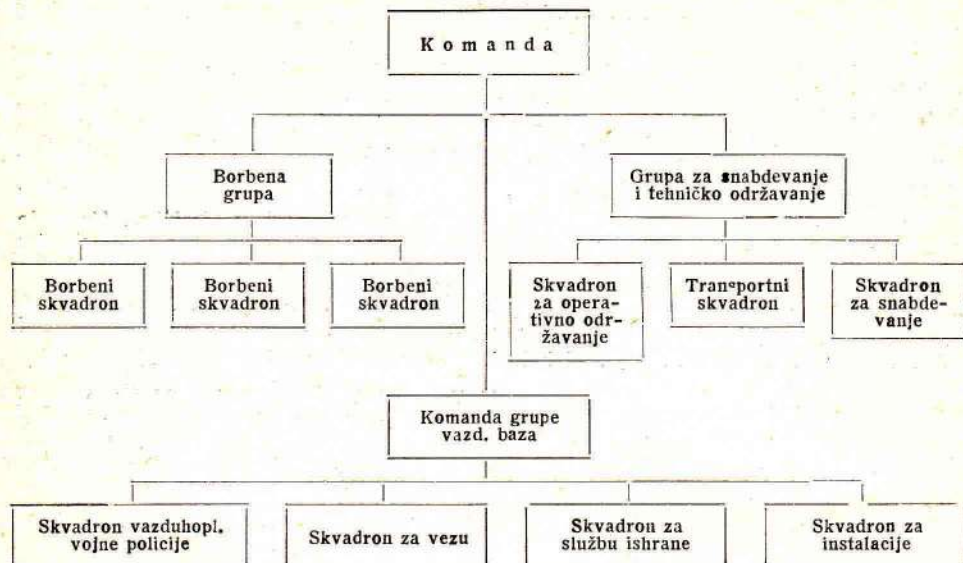 Komanda
Borbena
grupa
Grupa za snabdevanje
i tehničko održavanje
Borbeni
skvadron
Borbeni
skvadron
Borbeni
skvadron
Skvadron
za opera-
tivno odr-
žavanje
Transportni
skvadron
Skvadron
za snabde-
vanje
Komanda grupe
vazd. baza
Skvadron vazduhopl.
vojne policije
Skvadron za vezu
Skvadron za
službu ishrane
Skvadron za
instalacije